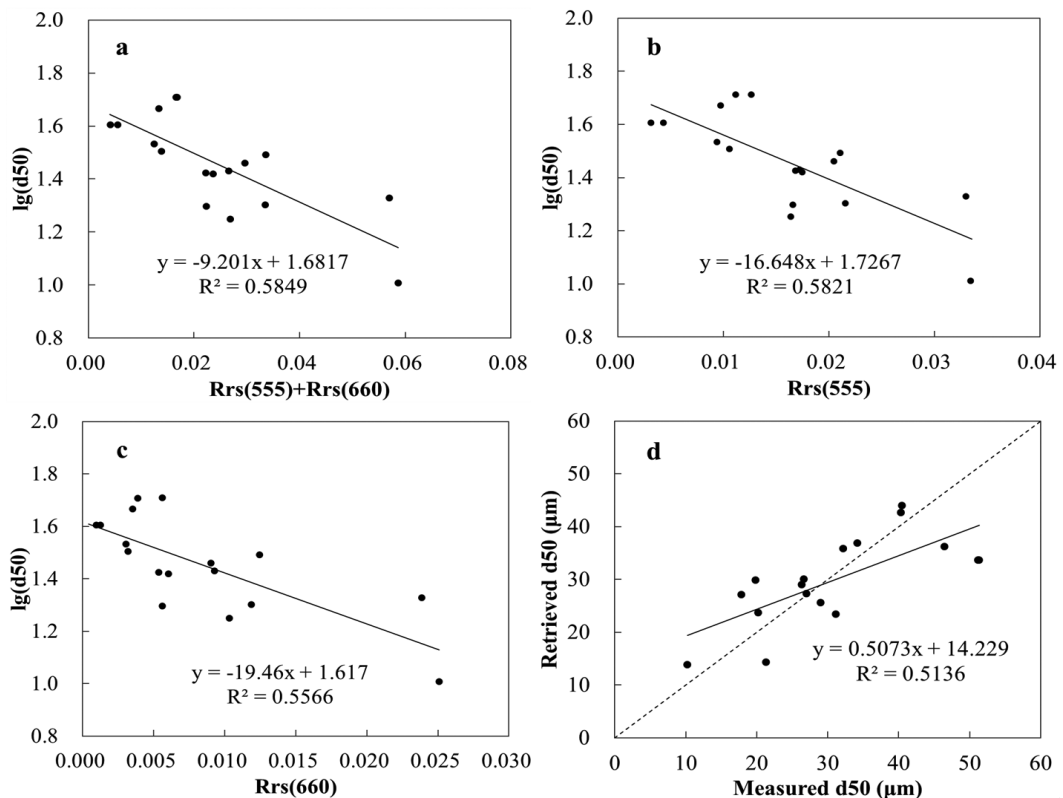 a
2.0
1.8
1.6
1.4
1.2
1.0
0.8
lg(d50)
y = -9.201x + 1.6817
R² = 0.5849
0.00 0.02 0.04 0.06 0.08
Rrs(555)+Rrs(660)
b
2.0
1.8
1.6
1.4
1.2
1.0
0.8
lg(d50)
y = -16.648x + 1.7267
R² = 0.5821
0.00 0.01 0.02 0.03 0.04
Rrs(555)
c
2.0
1.8
1.6
1.4
1.2
1.0
0.8
lg(d50)
y = -19.46x + 1.617
R² = 0.5566
0.000 0.005 0.010 0.015 0.020 0.025 0.030
Rrs(660)
d
60
50
40
30
20
10
0
Retrieved d50 (μm)
y = 0.5073x + 14.229
R² = 0.5136
0 10 20 30 40 50 60
Measured d50 (μm)